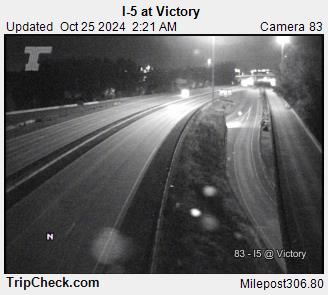 I-5 at Victory
Updated Oct 25 2024 2:21 AM Camera 83
T
N
83 - I5 @ Victory
TripCheck.com Milepost306.80